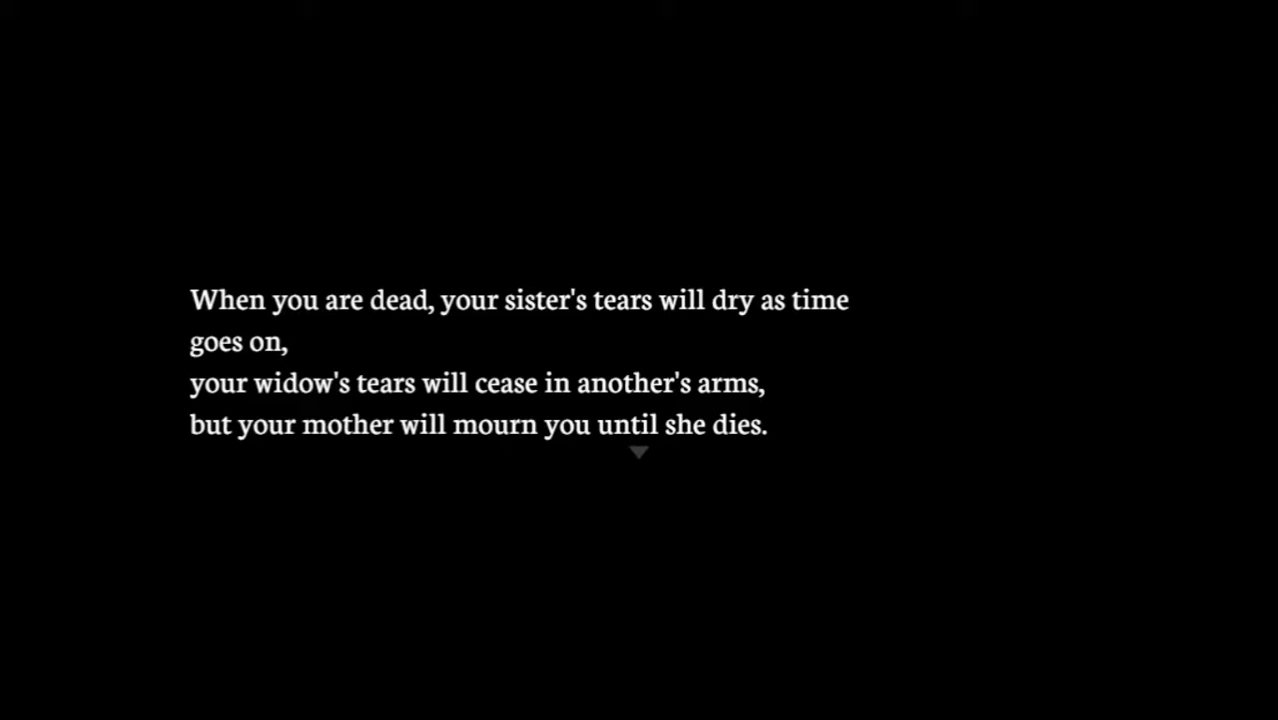 When you are dead, your sister's tears will dry as time
goes on,
your widow's tears will cease in another's arms,
but your mother will mourn you until she dies.